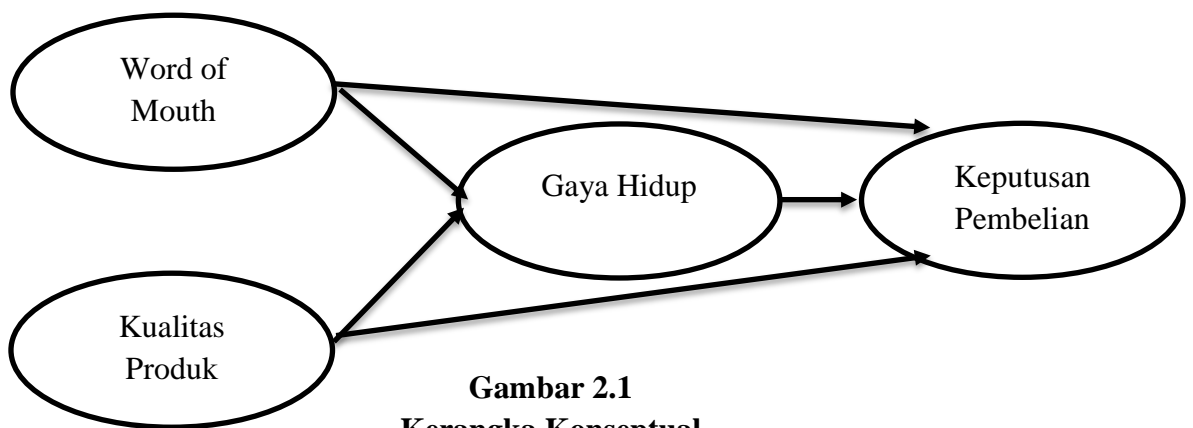 Word of
Mouth
Gaya Hidup
Keputusan
Pembelian
Kualitas
Produk
Gambar 2.1
Kerangka Konseptual